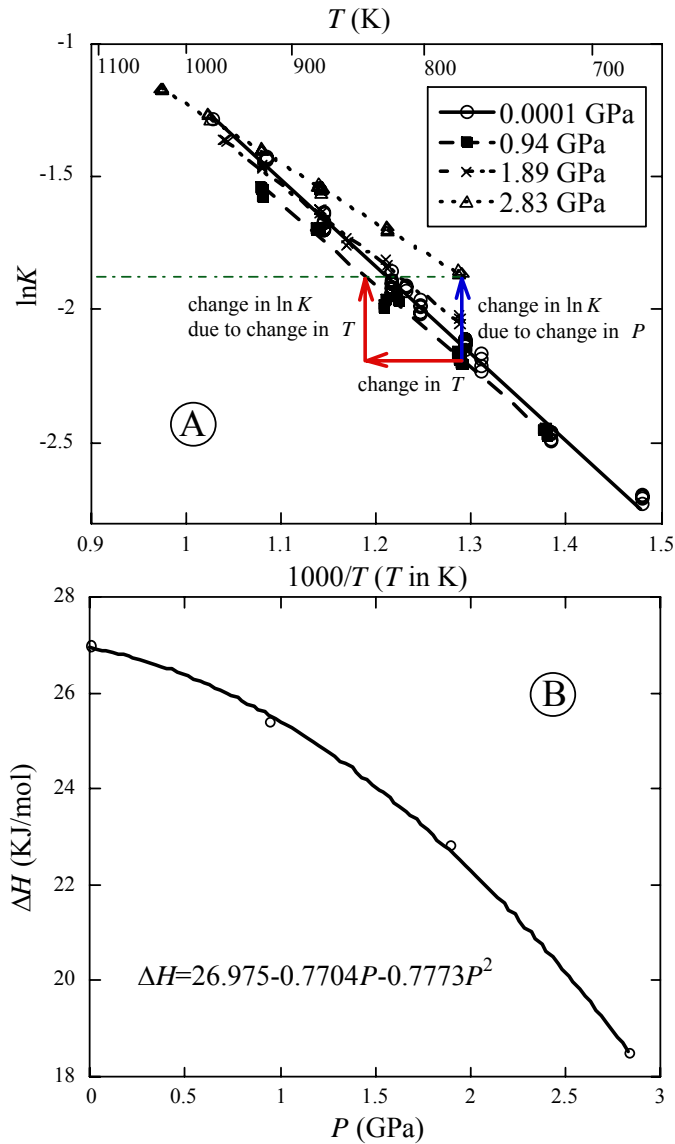 T (K)
1100 1000 900 800 700
-1
-1.5
-2
-2.5
lnK
0.0001 GPa
0.94 GPa
1.89 GPa
2.83 GPa
change in ln K
due to change in T
change in ln K
due to change in P
change in T
A
0.9 1 1.1 1.2 1.3 1.4 1.5
1000/T (T in K)
28
26
24
22
20
18
ΔH (KJ/mol)
B
ΔH=26.975-0.7704P-0.7773P²
0 0.5 1 1.5 2 2.5 3
P (GPa)